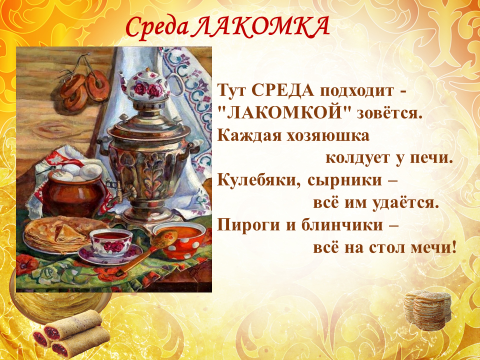 Среда ЛАКОМКА
Тут СРЕДА подходит -
"ЛАКОМКОЙ" зовётся.
Каждая хозяюшка
колдует у печи.
Кулебяки, сырники –
всё им удаётся.
Пироги и блинчики –
всё на стол мечи!